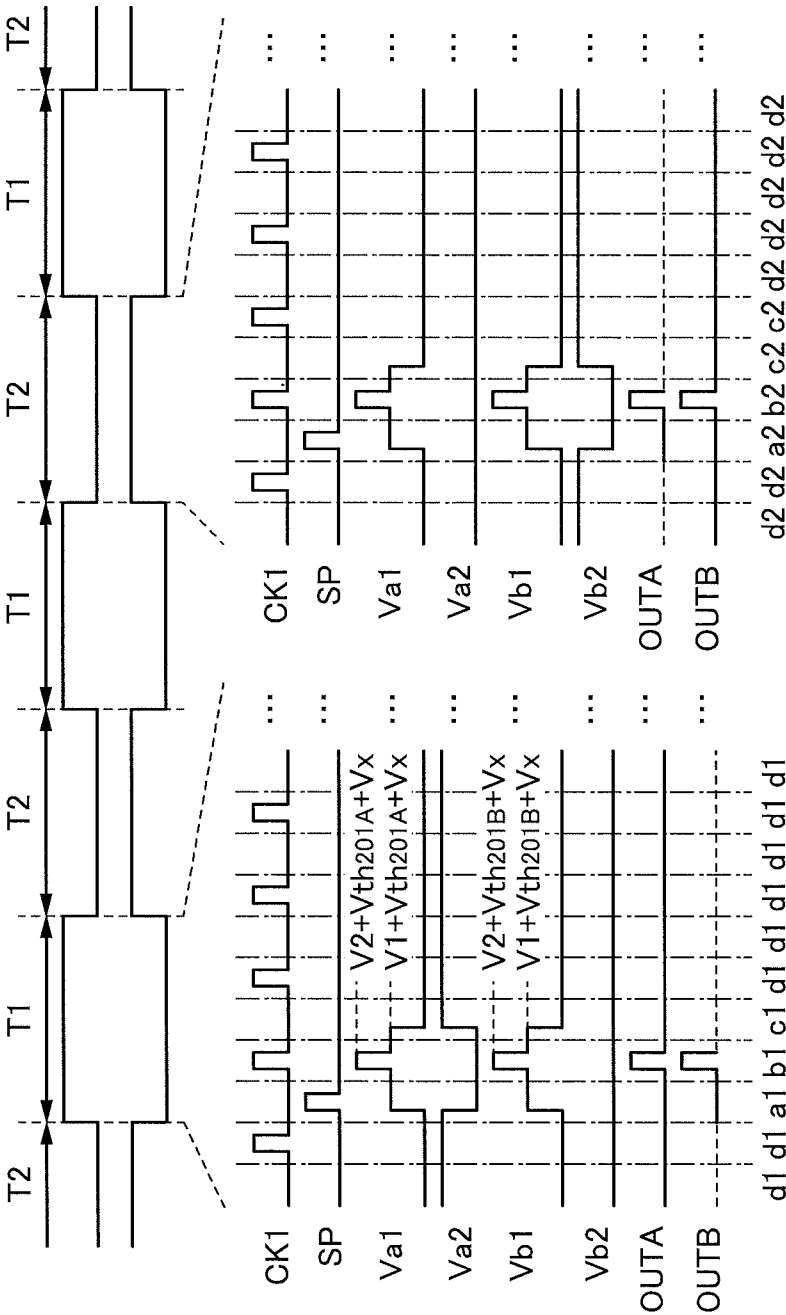 T2 T1 T2 T1 T2 T1 T2
CK1 ...
SP ...
Va1 V2+Vth201A+Vx
V1+Vth201A+Vx ...
Va2 ...
Vb1 V2+Vth201B+Vx
V1+Vth201B+Vx ...
Vb2 ...
OUTA ...
OUTB ...
d1 d1 a1 b1 c1 d1 d1 d1 d1 d1 d1
CK1 ...
SP ...
Va1 ...
Va2 ...
Vb1 ...
Vb2 ...
OUTA ...
OUTB ...
d2 d2 a2 b2 c2 c2 d2 d2 d2 d2 d2